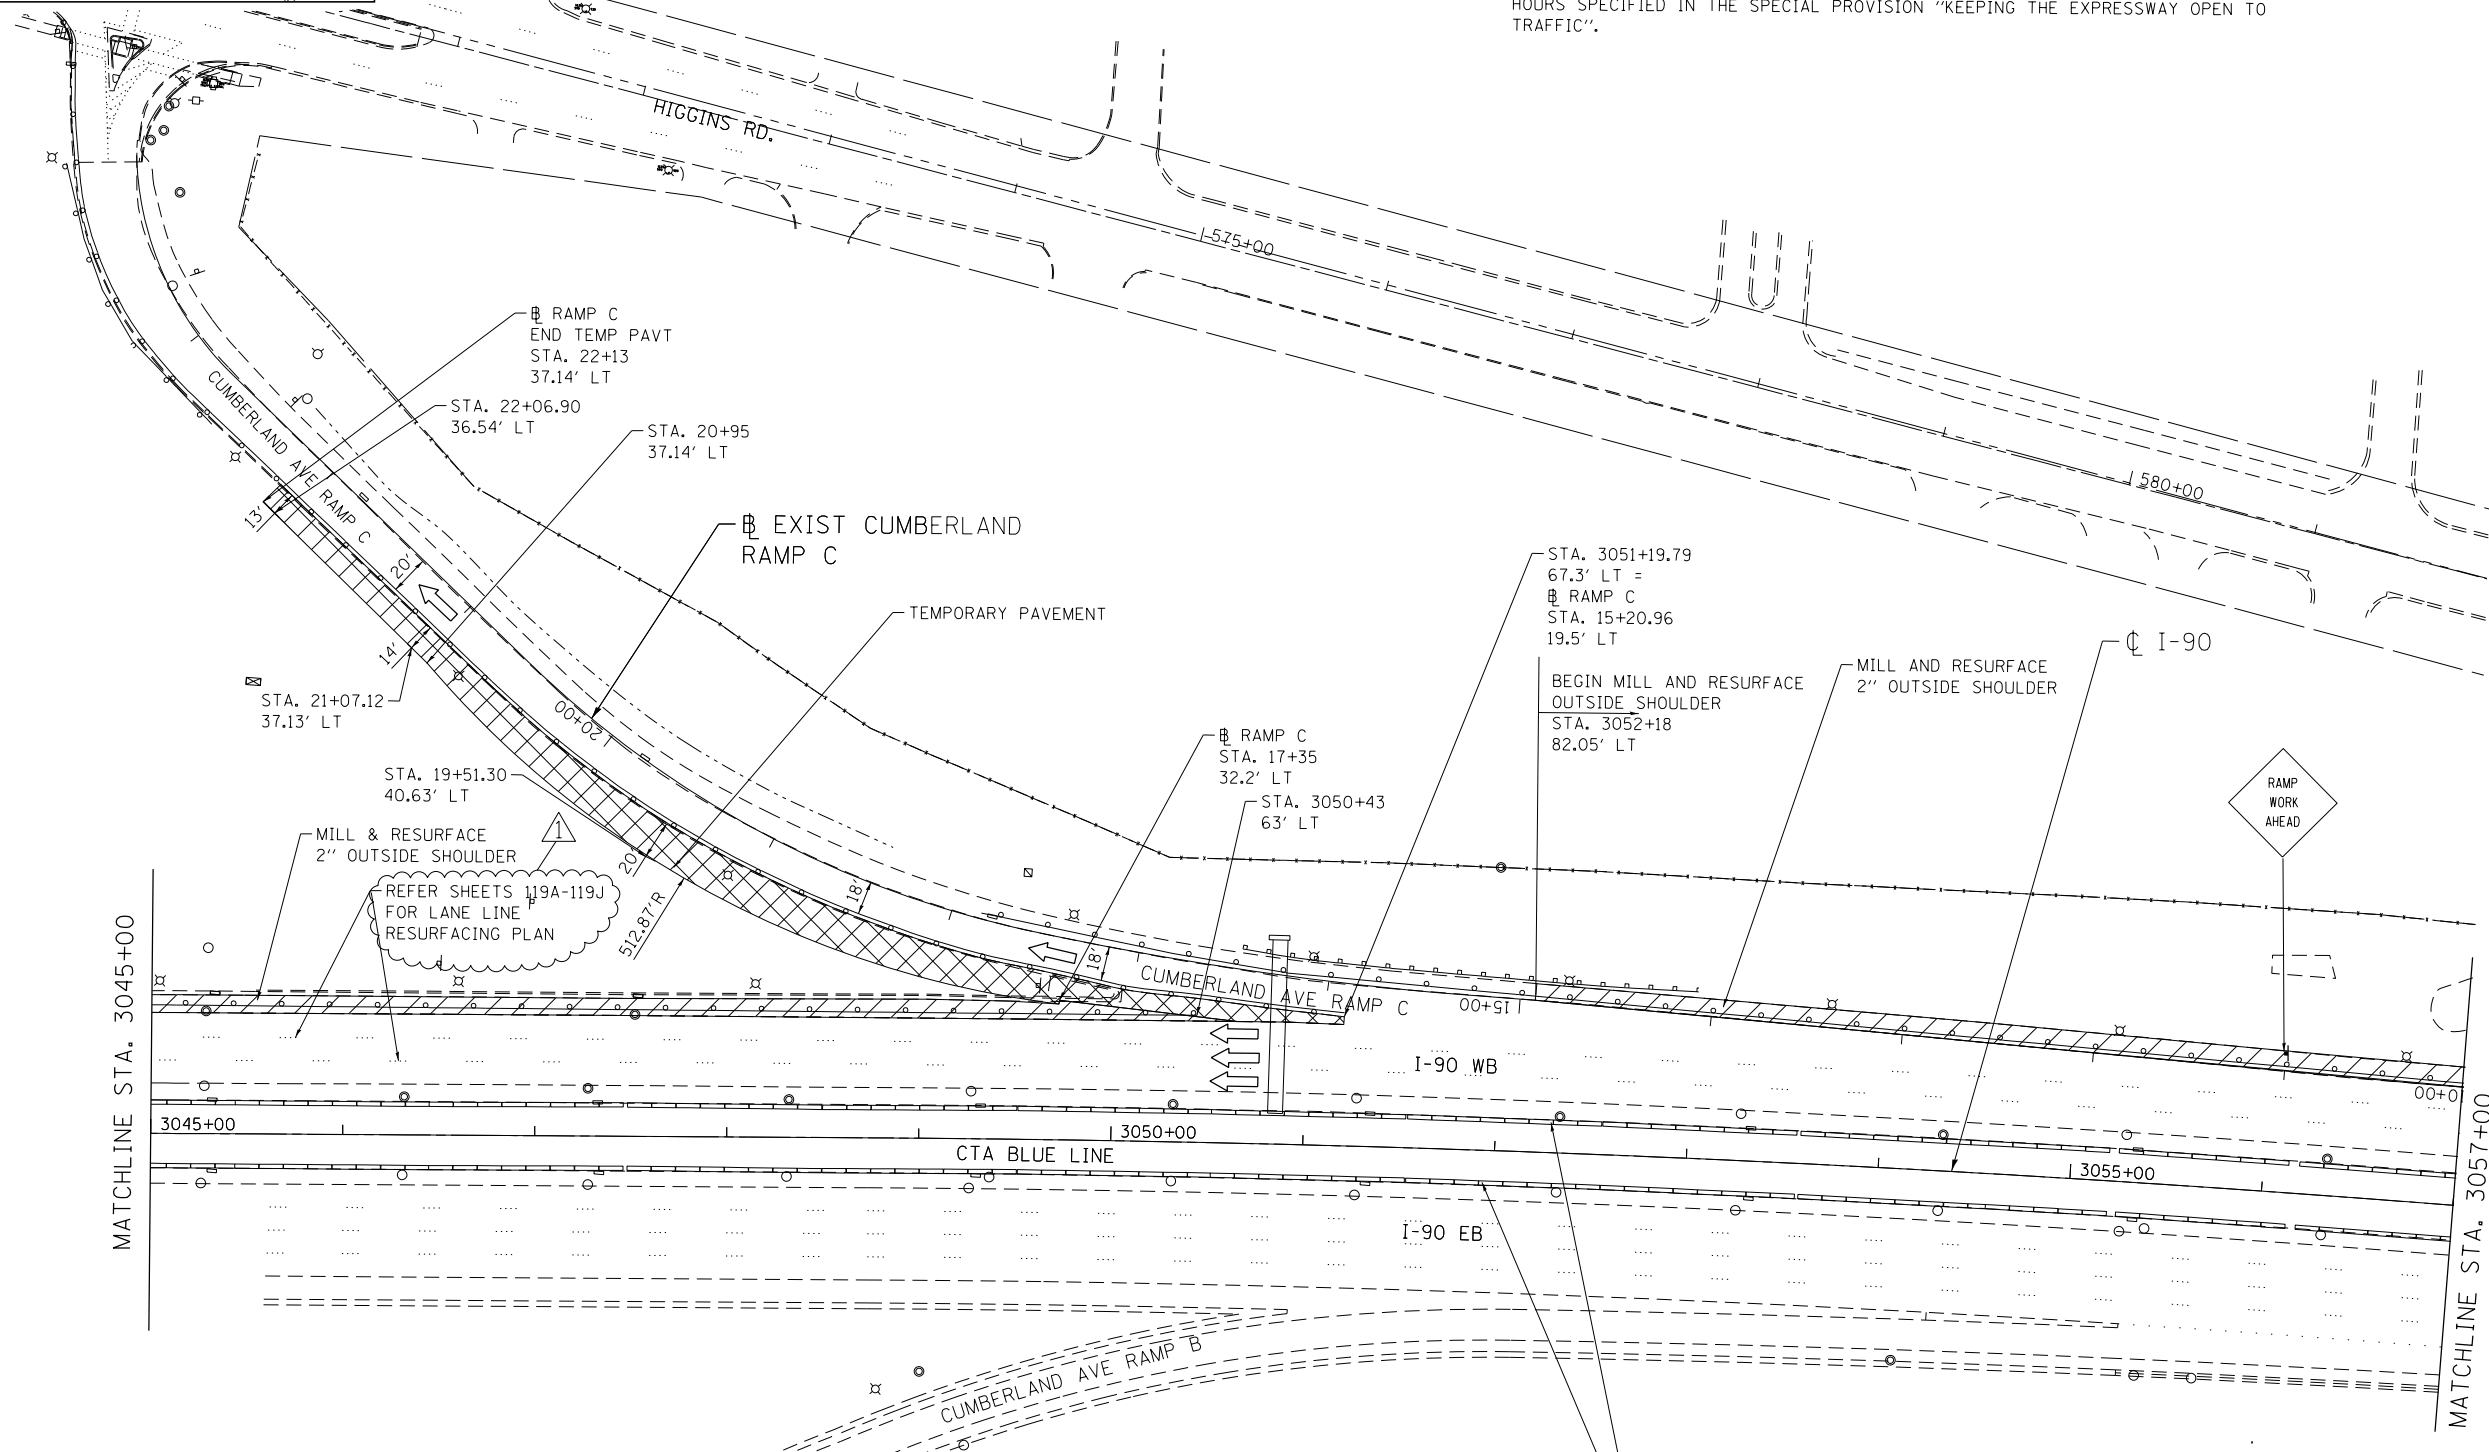 HOURS SPECIFIED IN THE SPECIAL PROVISION "KEEPING THE EXPRESSWAY OPEN TO
TRAFFIC".
HIGGINS RD.
575+00
580+00
℄ RAMP C
END TEMP PAVT
STA. 22+13
37.14' LT
STA. 22+06.90
36.54' LT
STA. 20+95
37.14' LT
CUMBERLAND AVE RAMP C
13'
20'
14'
EXIST CUMBERLAND
RAMP C
TEMPORARY PAVEMENT
STA. 21+07.12
37.13' LT
20+00
STA. 19+51.30
40.63' LT
STA. 3051+19.79
67.3' LT =
RAMP C
STA. 15+20.96
19.5' LT
BEGIN MILL AND RESURFACE
OUTSIDE SHOULDER
STA. 3052+18
82.05' LT
MILL AND RESURFACE
2" OUTSIDE SHOULDER
℄ I-90
RAMP C
STA. 17+35
32.2' LT
STA. 3050+43
63' LT
RAMP
WORK
AHEAD
MILL & RESURFACE
2" OUTSIDE SHOULDER
1
REFER SHEETS 119A-119J
FOR LANE LINE
RESURFACING PLAN
20'
18'
512.87'R
18'
CUMBERLAND AVE RAMP C
15+00
10+00
I-90 WB
MATCHLINE STA. 3045+00
3045+00
3050+00
3055+00
CTA BLUE LINE
I-90 EB
MATCHLINE STA. 3057+00
CUMBERLAND AVE RAMP B